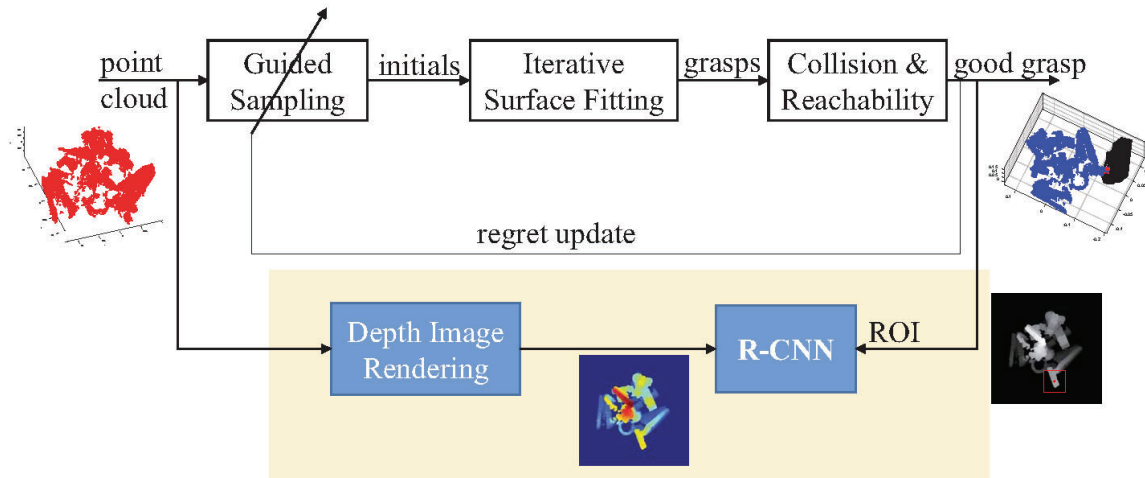 point
cloud
Guided
Sampling
initials
Iterative
Surface Fitting
grasps
Collision &
Reachability
good grasp
regret update
Depth Image
Rendering
R-CNN
ROI